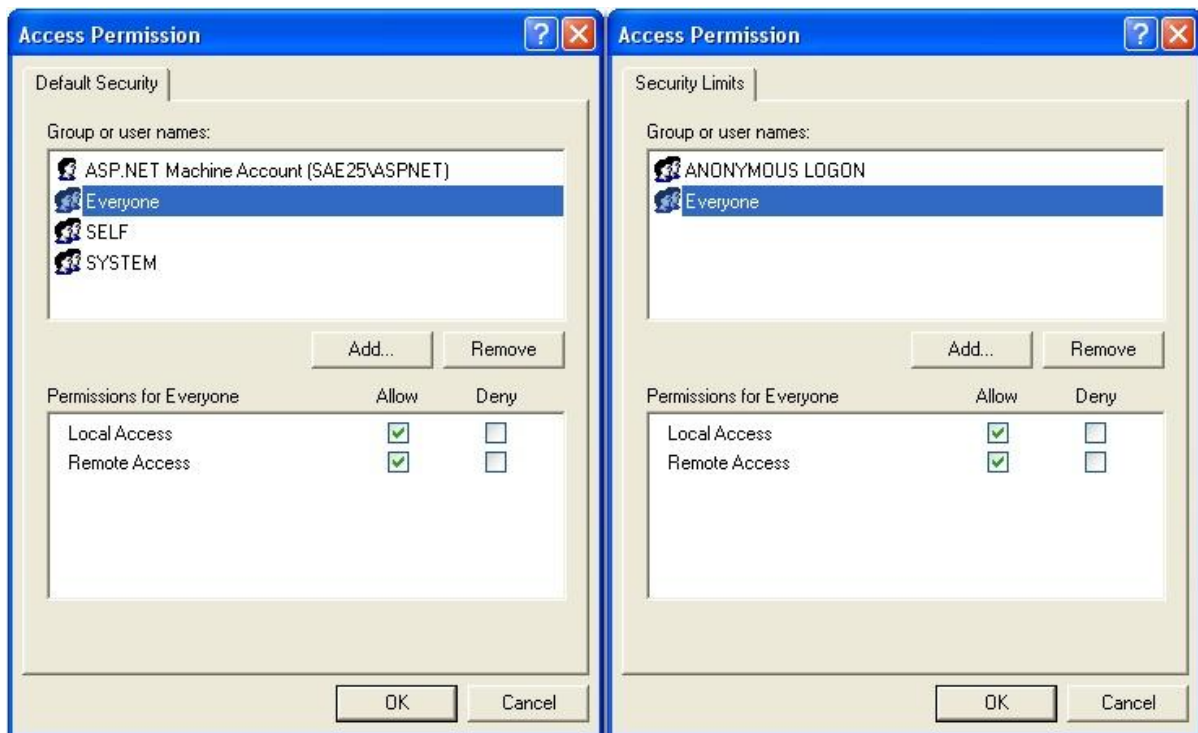 Access Permission
Default Security
Group or user names:
ASP.NET Machine Account (SAE25\ASPNET)
Everyone
SELF
SYSTEM
Add...
Remove
Permissions for Everyone Allow Deny
Local Access
Remote Access
OK
Cancel
Access Permission
Security Limits
Group or user names:
ANONYMOUS LOGON
Everyone
Add...
Remove
Permissions for Everyone Allow Deny
Local Access
Remote Access
OK
Cancel